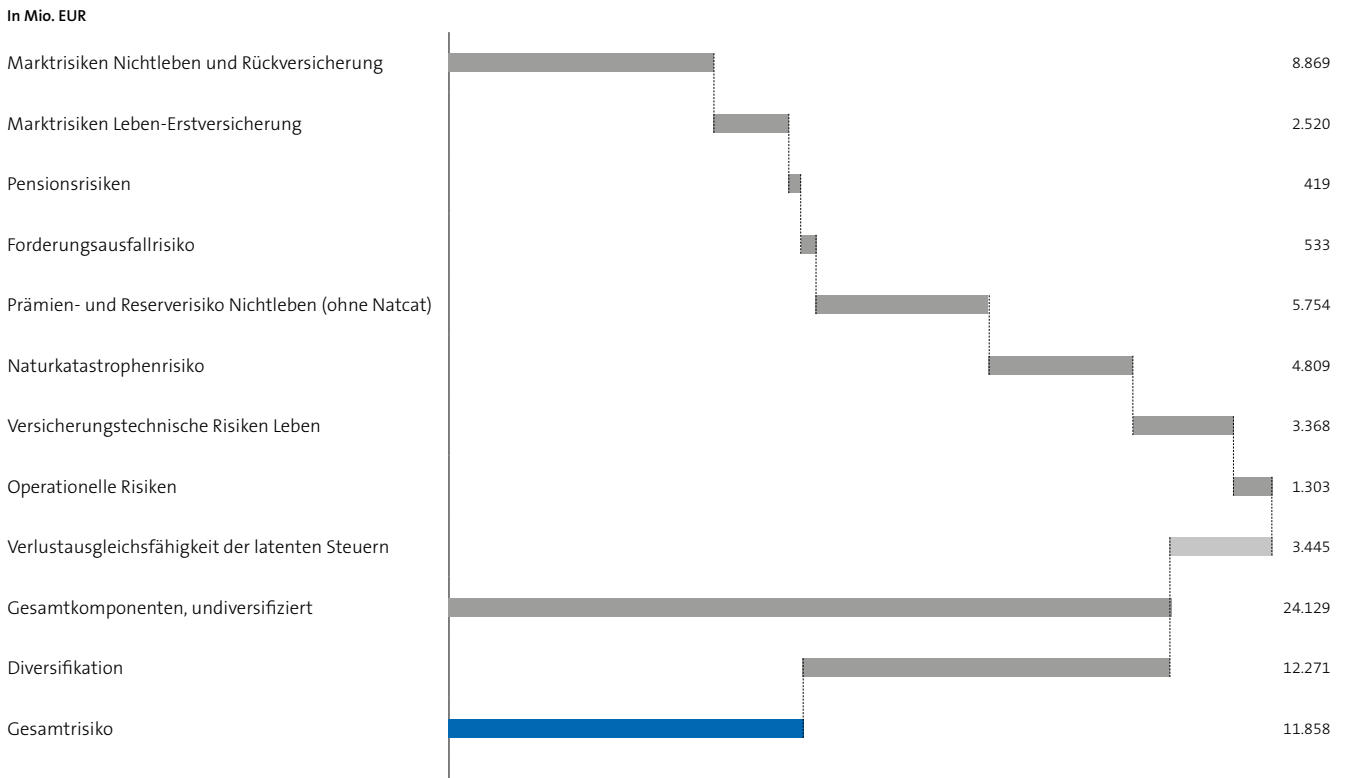 In Mio. EUR
Marktrisiken Nichtleben und Rückversicherung 8.869
Marktrisiken Leben-Erstversicherung 2.520
Pensionsrisiken 419
Forderungsausfallrisiko 533
Prämien- und Reserverisiko Nichtleben (ohne Natcat) 5.754
Naturkatastrophenrisiko 4.809
Versicherungstechnische Risiken Leben 3.368
Operationelle Risiken 1.303
Verlustausgleichsfähigkeit der latenten Steuern 3.445
Gesamtkomponenten, undiversifiziert 24.129
Diversifikation 12.271
Gesamtrisiko 11.858